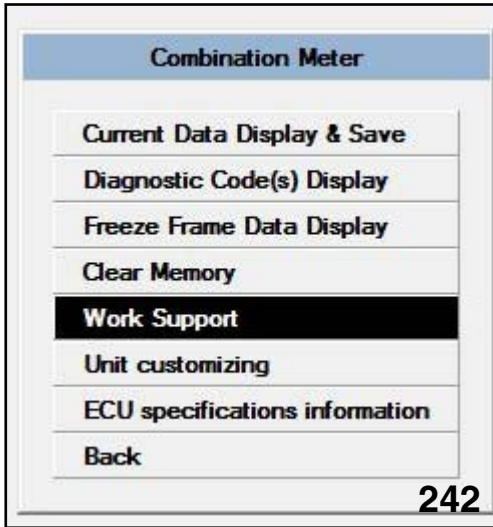 Combination Meter
Current Data Display & Save
Diagnostic Code(s) Display
Freeze Frame Data Display
Clear Memory
Work Support
Unit customizing
ECU specifications information
Back
242